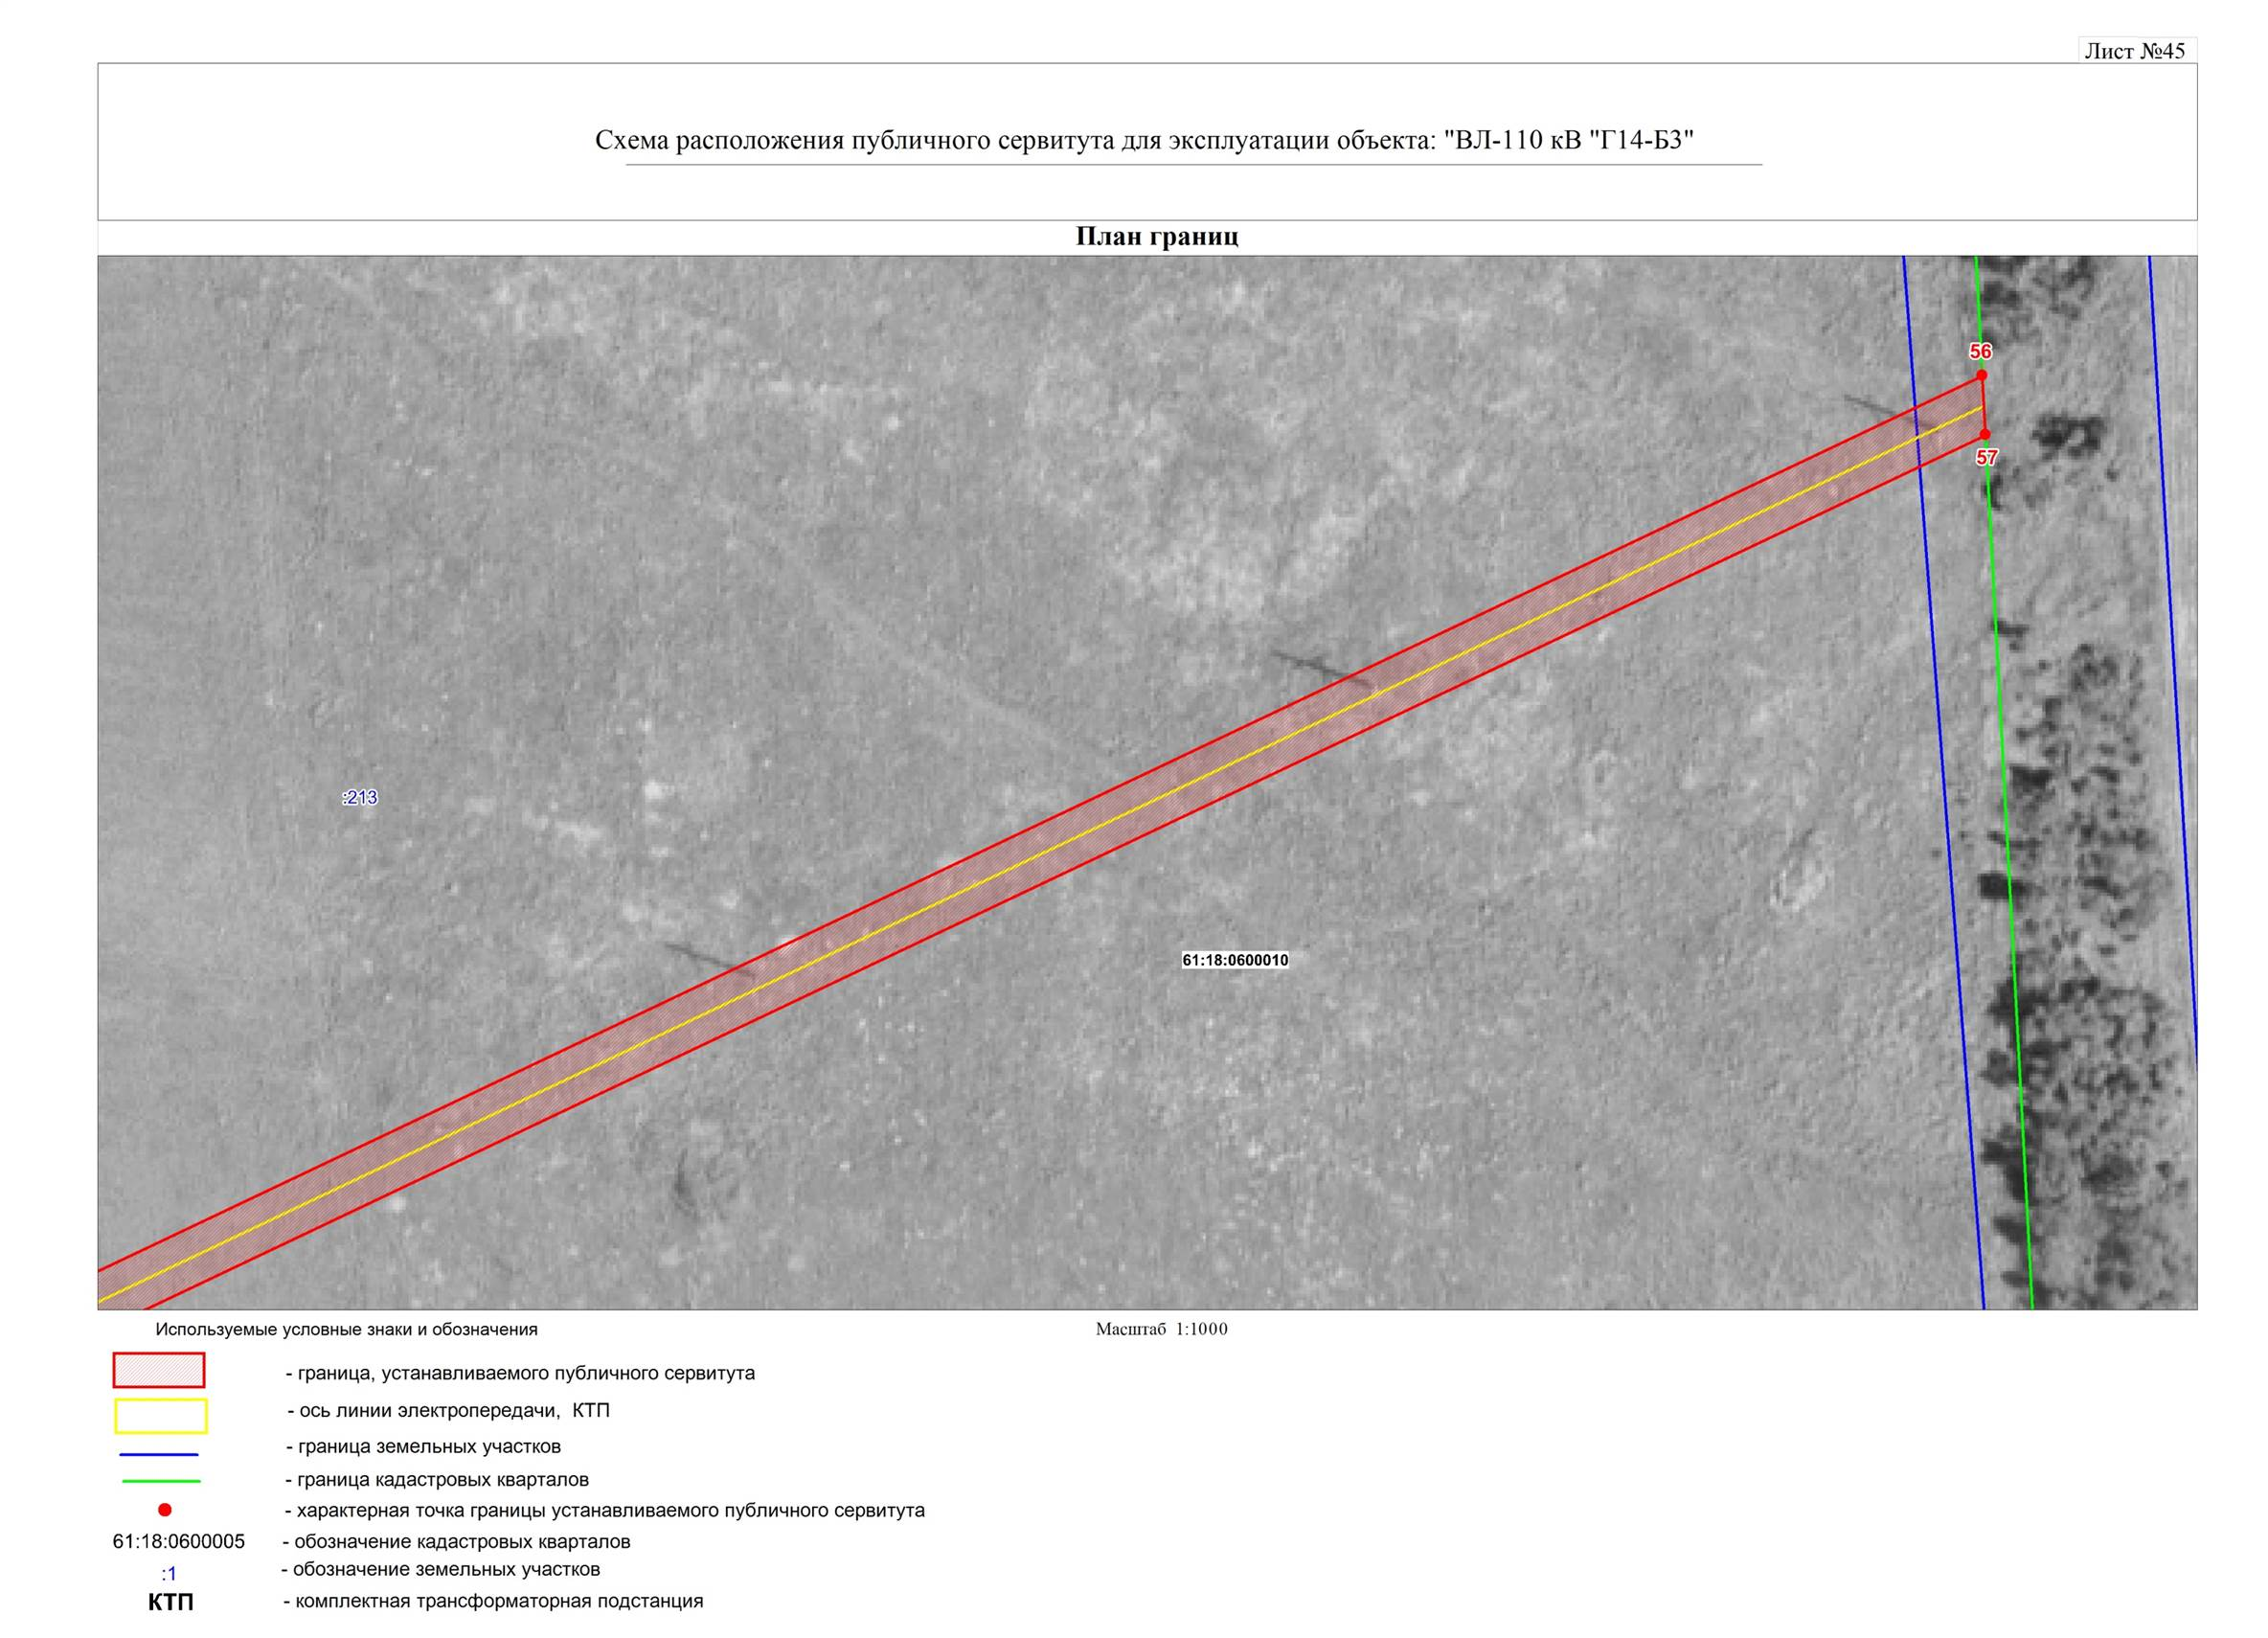 Лист №45
Схема расположения публичного сервитута для эксплуатации объекта: "ВЛ-110 кВ "Г14-Б3"
План границ
56
57
:213
61:18:0600010
Используемые условные знаки и обозначения
Масштаб 1:1000
- граница, устанавливаемого публичного сервитута
- ось линии электропередачи, КТП
- граница земельных участков
- граница кадастровых кварталов
- характерная точка границы устанавливаемого публичного сервитута
61:18:0600005 - обозначение кадастровых кварталов
:1 - обозначение земельных участков
КТП - комплектная трансформаторная подстанция